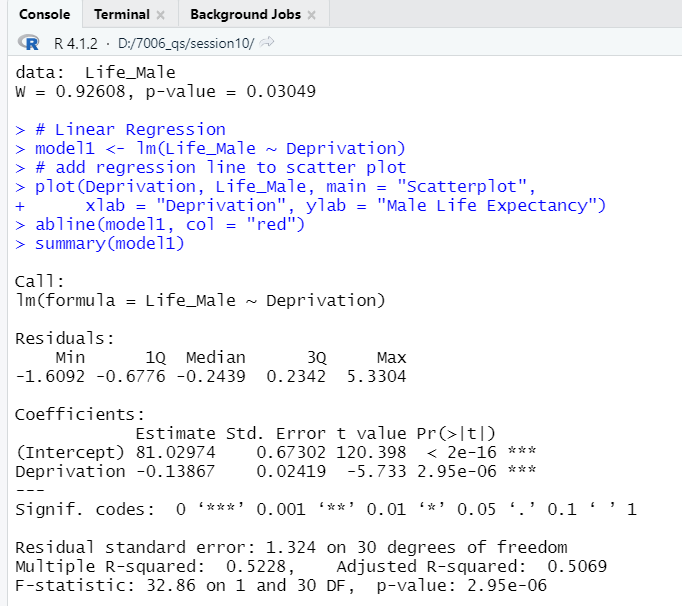 Console Terminal × Background Jobs ×
R R 4.1.2 · D:/7006_qs/session10/
data:  Life_Male
W = 0.92608, p-value = 0.03049
> # Linear Regression
> model1 <- lm(Life_Male ~ Deprivation)
> # add regression line to scatter plot
> plot(Deprivation, Life_Male, main = "Scatterplot",
+      xlab = "Deprivation", ylab = "Male Life Expectancy")
> abline(model1, col = "red")
> summary(model1)
Call:
lm(formula = Life_Male ~ Deprivation)
Residuals:
    Min      1Q  Median      3Q     Max
-1.6092 -0.6776 -0.2439  0.2342  5.3304
Coefficients:
            Estimate Std. Error t value Pr(>|t|)
(Intercept) 81.02974    0.67302 120.398  < 2e-16 ***
Deprivation -0.13867    0.02419  -5.733 2.95e-06 ***
---
Signif. codes:  0 ‘***’ 0.001 ‘**’ 0.01 ‘*’ 0.05 ‘.’ 0.1 ‘ ’ 1
Residual standard error: 1.324 on 30 degrees of freedom
Multiple R-squared:  0.5228,    Adjusted R-squared:  0.5069
F-statistic: 32.86 on 1 and 30 DF,  p-value: 2.95e-06